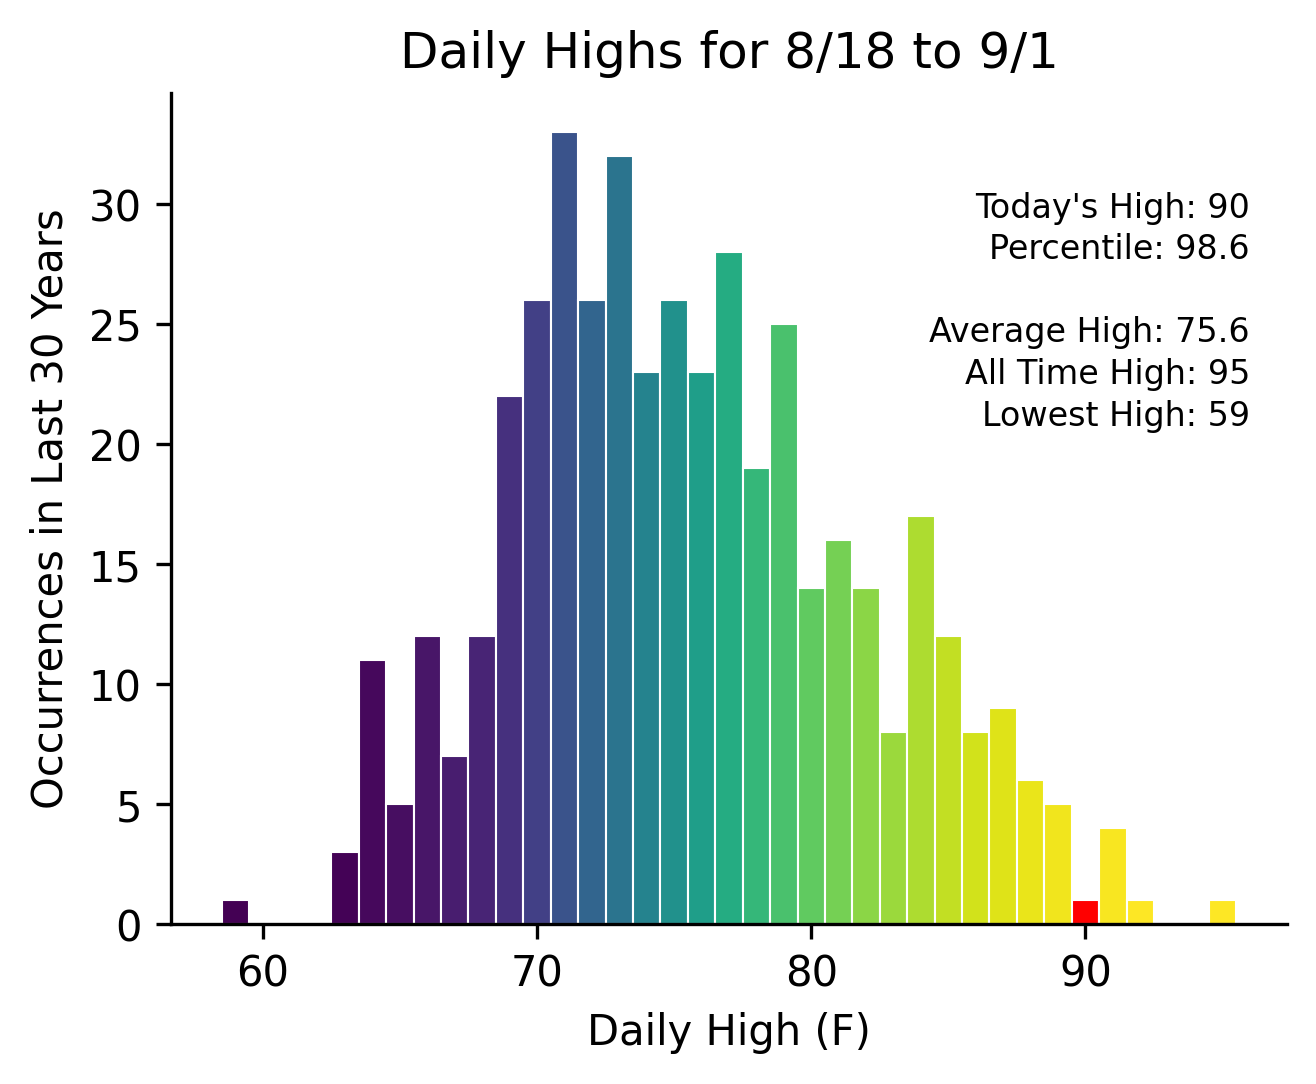 Daily Highs for 8/18 to 9/1
Today's High: 90
Percentile: 98.6
Average High: 75.6
All Time High: 95
Lowest High: 59
Occurrences in Last 30 Years
30
25
20
15
10
5
0
60 70 80 90
Daily High (F)